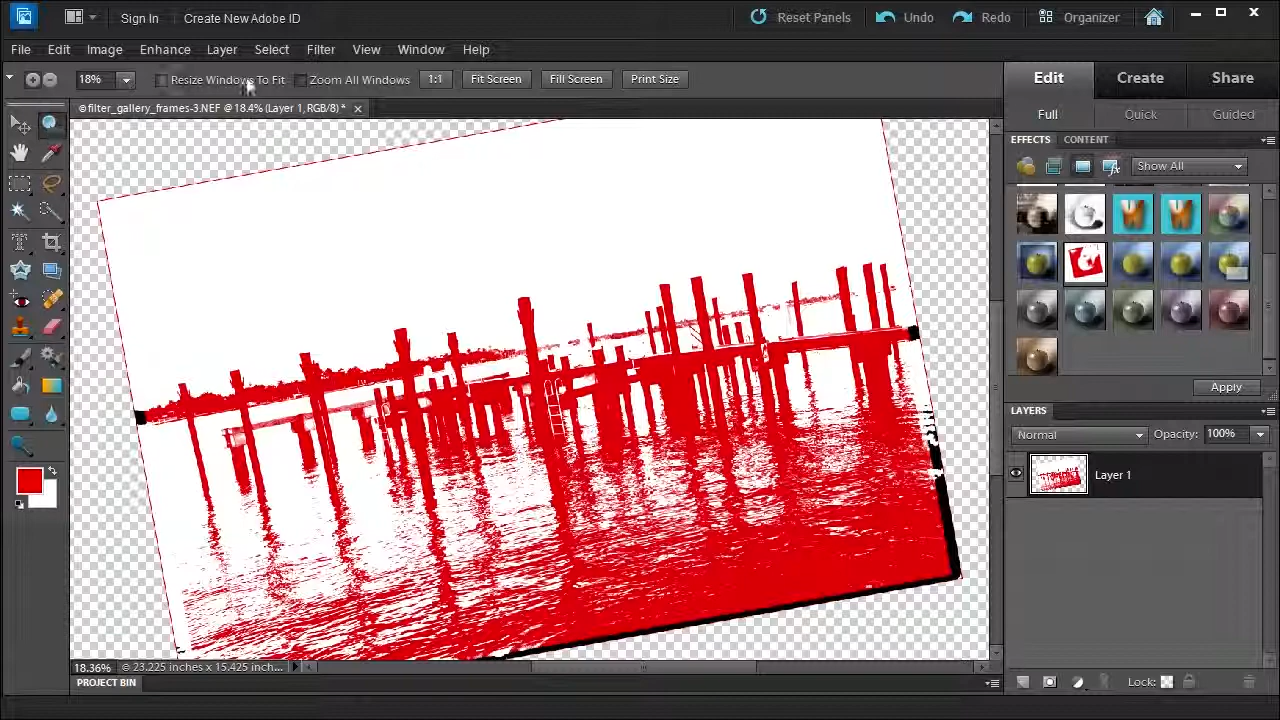 Sign In
Create New Adobe ID
Reset Panels
Undo
Redo
Organizer
File Edit Image Enhance Layer Select Filter View Window Help
18%
Resize Windows To Fit
Zoom All Windows
1:1
Fit Screen
Fill Screen
Print Size
Edit
Create
Share
filter_gallery_frames-3.NEF @ 18.4% (Layer 1, RGB/8) *
Full
Quick
Guided
EFFECTS
CONTENT
Show All
Apply
LAYERS
Normal
Opacity: 100%
Layer 1
18.36%
© 23.225 inches x 15.425 inch...
Lock:
PROJECT BIN